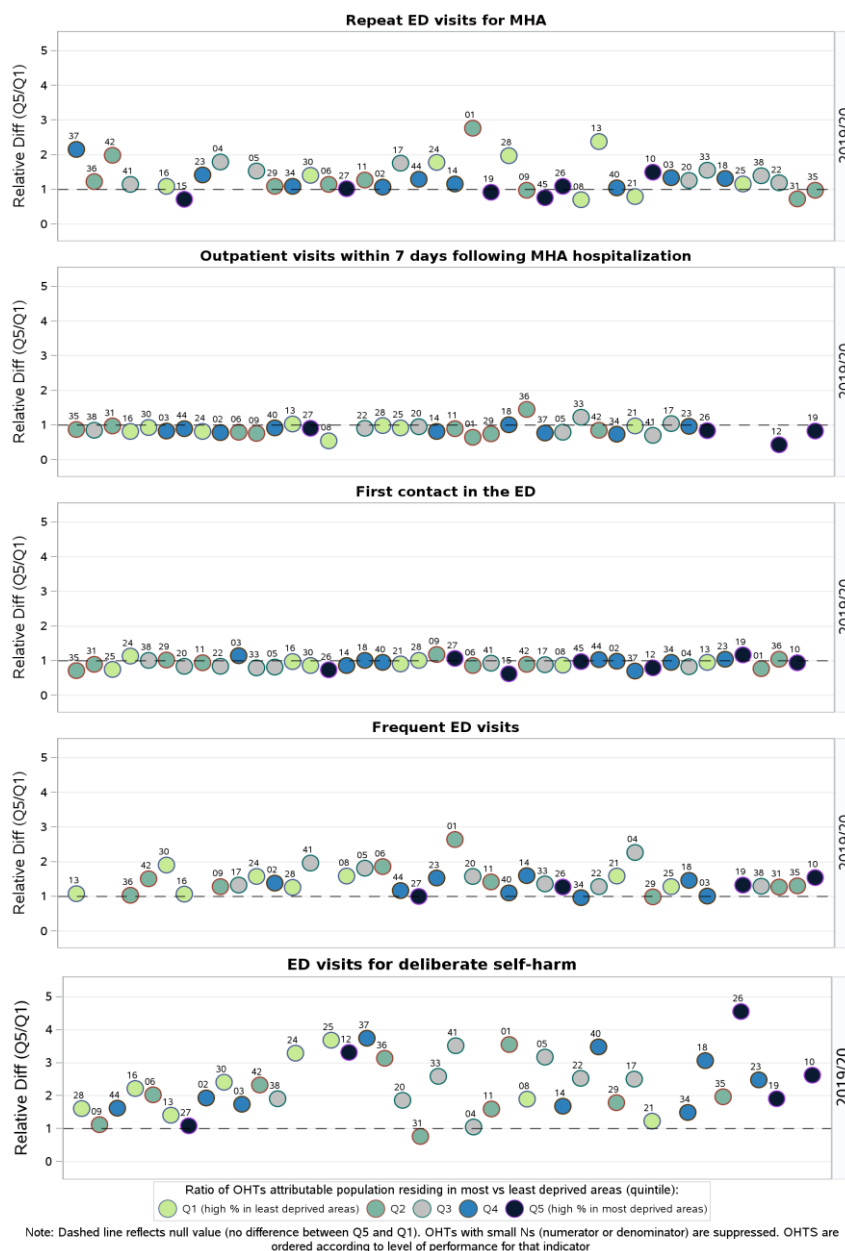 Repeat ED visits for MHA
Relative Diff (Q5/Q1)
5
4
3
2
1
0
37 36 42 41 16 15 23 04 05 29 34 30 06 27 11 02 17 44 24 14 01 19 28 09 45 26 08 13 40 21 10 03 20 33 18 25 38 22 31 35
2019/20
Outpatient visits within 7 days following MHA hospitalization
Relative Diff (Q5/Q1)
5
4
3
2
1
0
35 38 31 16 30 03 44 24 02 06 09 40 13 27 08 22 28 25 20 14 11 01 29 18 36 37 05 33 42 34 21 41 17 23 26 12 19
2019/20
First contact in the ED
Relative Diff (Q5/Q1)
5
4
3
2
1
0
35 31 25 24 38 29 20 11 22 03 33 05 16 30 26 14 18 40 21 28 09 27 06 41 15 42 17 08 45 44 02 37 12 34 04 13 23 19 01 36 10
2019/20
Frequent ED visits
Relative Diff (Q5/Q1)
5
4
3
2
1
0
13 36 42 30 16 09 17 24 02 28 41 08 05 06 44 27 23 01 20 11 40 14 33 26 34 22 21 04 29 25 18 03 19 38 31 35 10
2019/20
ED visits for deliberate self-harm
Relative Diff (Q5/Q1)
5
4
3
2
1
0
28 09 44 16 06 13 27 02 30 03 42 38 24 25 12 37 36 20 31 33 41 04 11 01 08 05 14 22 40 29 17 21 34 18 35 26 23 19 10
2019/20
Ratio of OHTs attributable population residing in most vs least deprived areas (quintile):
Q1 (high % in least deprived areas) Q2 Q3 Q4 Q5 (high % in most deprived areas)
Note: Dashed line reflects null value (no difference between Q5 and Q1). OHTs with small Ns (numerator or denominator) are suppressed. OHTS are
ordered according to level of performance for that indicator